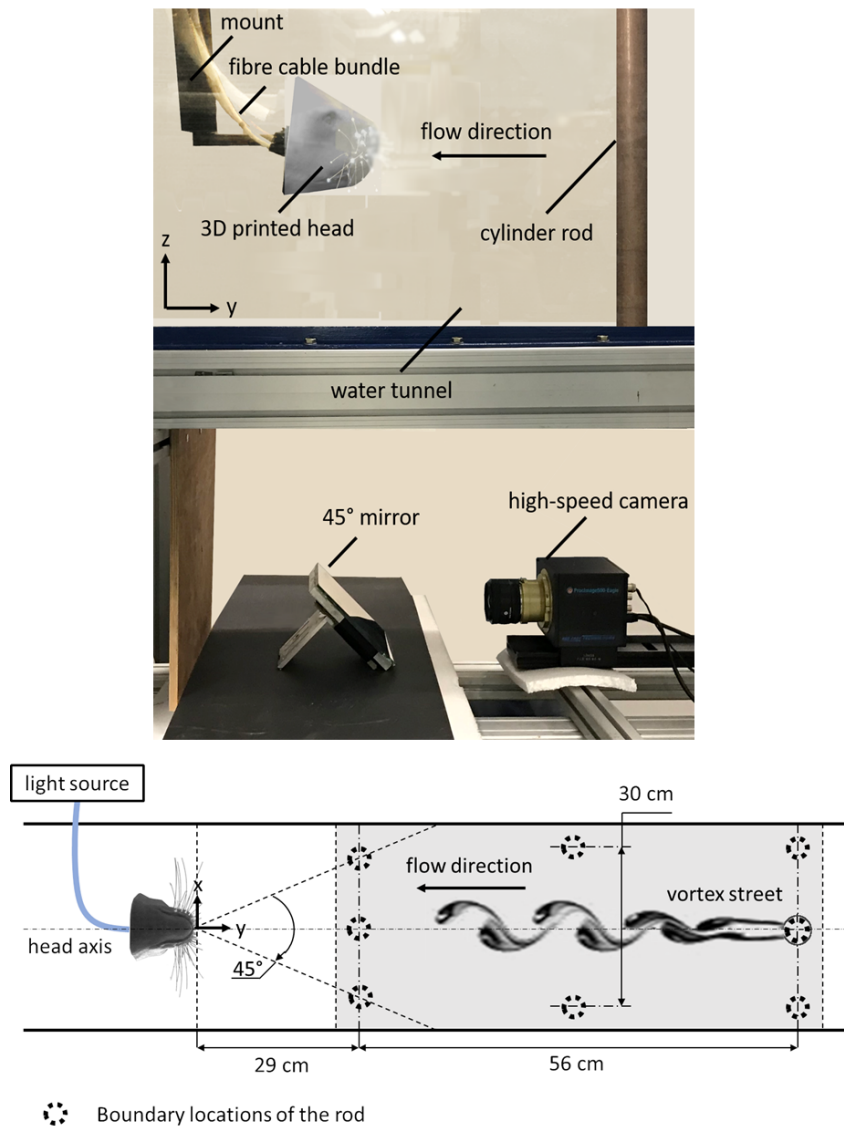 mount
fibre cable bundle
flow direction
3D printed head
cylinder rod
z
y
water tunnel
high-speed camera
45° mirror
light source
30 cm
flow direction
vortex street
x
y
head axis
45°
29 cm
56 cm
Boundary locations of the rod